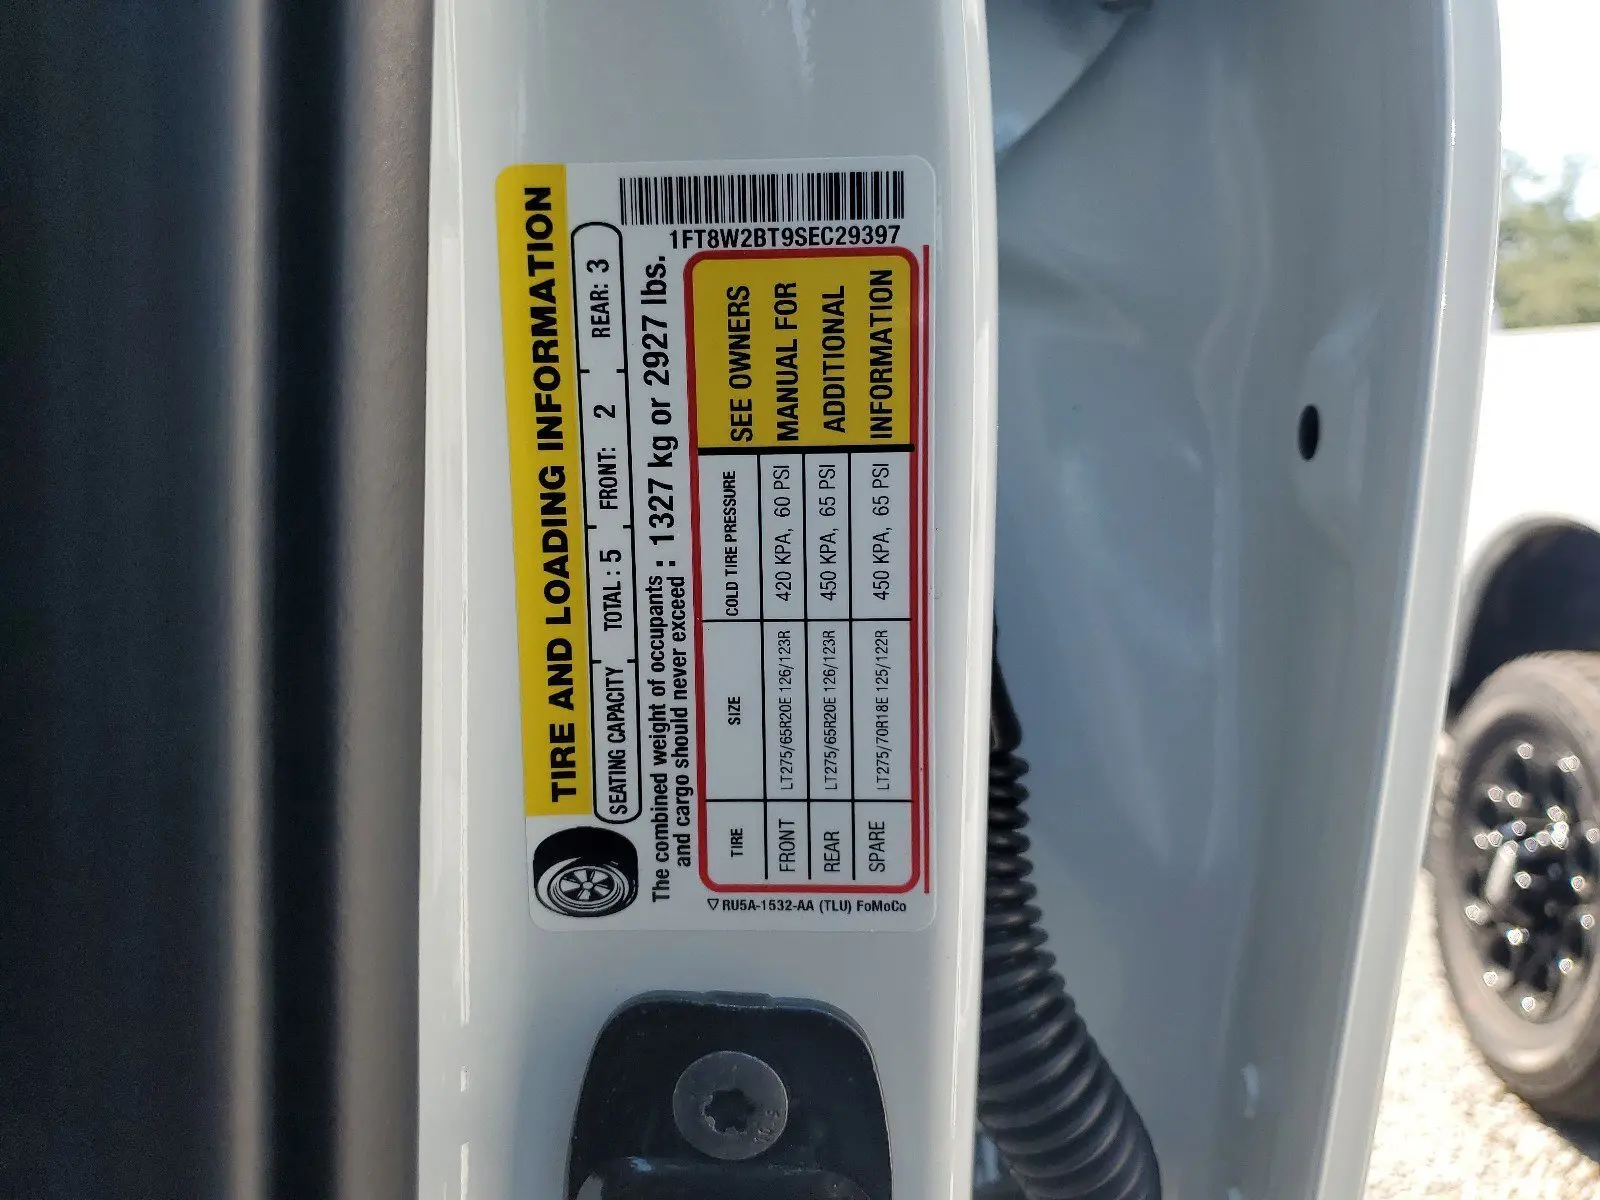 1FT8W2BT9SEC29397
TIRE AND LOADING INFORMATION
SEATING CAPACITY TOTAL : 5 FRONT: 2 REAR: 3
The combined weight of occupants
and cargo should never exceed : 1327 kg or 2927 lbs.
TIRE SIZE COLD TIRE PRESSURE
FRONT LT275/65R20E 126/123R 420 KPA, 60 PSI
REAR LT275/65R20E 126/123R 450 KPA, 65 PSI
SPARE LT275/70R18E 125/122R 450 KPA, 65 PSI
SEE OWNERS
MANUAL FOR
ADDITIONAL
INFORMATION
RU5A-1532-AA (TLU) FoMoCo